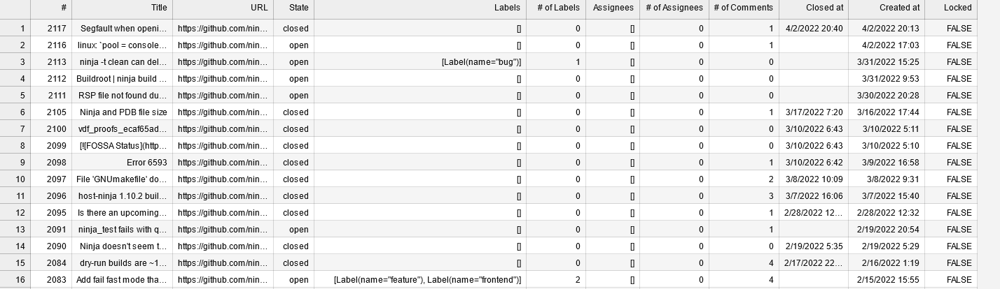 # Title URL State Labels # of Labels Assignees # of Assignees # of Comments Closed at Created at Locked
1 2117 Segfault when openi... https://github.com/nin... closed [] 0 [] 0 1 4/2/2022 20:40 4/2/2022 20:13 FALSE
2 2116 linux: `pool = console... https://github.com/nin... open [] 0 [] 0 1 4/2/2022 17:03 FALSE
3 2113 ninja -t clean can del... https://github.com/nin... open [Label(name="bug")] 1 [] 0 0 3/31/2022 15:25 FALSE
4 2112 Buildroot | ninja build ... https://github.com/nin... open [] 0 [] 0 0 3/31/2022 9:53 FALSE
5 2111 RSP file not found du... https://github.com/nin... open [] 0 [] 0 0 3/30/2022 20:28 FALSE
6 2105 Ninja and PDB file size https://github.com/nin... closed [] 0 [] 0 1 3/17/2022 7:20 3/16/2022 17:44 FALSE
7 2100 vdf_proofs_ecaf65ad... https://github.com/nin... closed [] 0 [] 0 0 3/10/2022 6:43 3/10/2022 5:11 FALSE
8 2099 [![FOSSA Status](http... https://github.com/nin... closed [] 0 [] 0 0 3/10/2022 6:43 3/10/2022 5:10 FALSE
9 2098 Error 6593 https://github.com/nin... closed [] 0 [] 0 1 3/10/2022 6:42 3/9/2022 16:58 FALSE
10 2097 File 'GNUmakefile' do... https://github.com/nin... closed [] 0 [] 0 2 3/8/2022 10:09 3/8/2022 9:31 FALSE
11 2096 host-ninja 1.10.2 buil... https://github.com/nin... closed [] 0 [] 0 3 3/7/2022 16:06 3/7/2022 15:40 FALSE
12 2095 Is there an upcoming... https://github.com/nin... closed [] 0 [] 0 1 2/28/2022 12... 2/28/2022 12:32 FALSE
13 2091 ninja_test fails with q... https://github.com/nin... open [] 0 [] 0 1 2/19/2022 20:54 FALSE
14 2090 Ninja doesn't seem t... https://github.com/nin... closed [] 0 [] 0 0 2/19/2022 5:35 2/19/2022 5:29 FALSE
15 2084 dry-run builds are ~1... https://github.com/nin... closed [] 0 [] 0 4 2/17/2022 22... 2/16/2022 1:19 FALSE
16 2083 Add fail fast mode tha... https://github.com/nin... open [Label(name="feature"), Label(name="frontend")] 2 [] 0 4 2/15/2022 15:55 FALSE